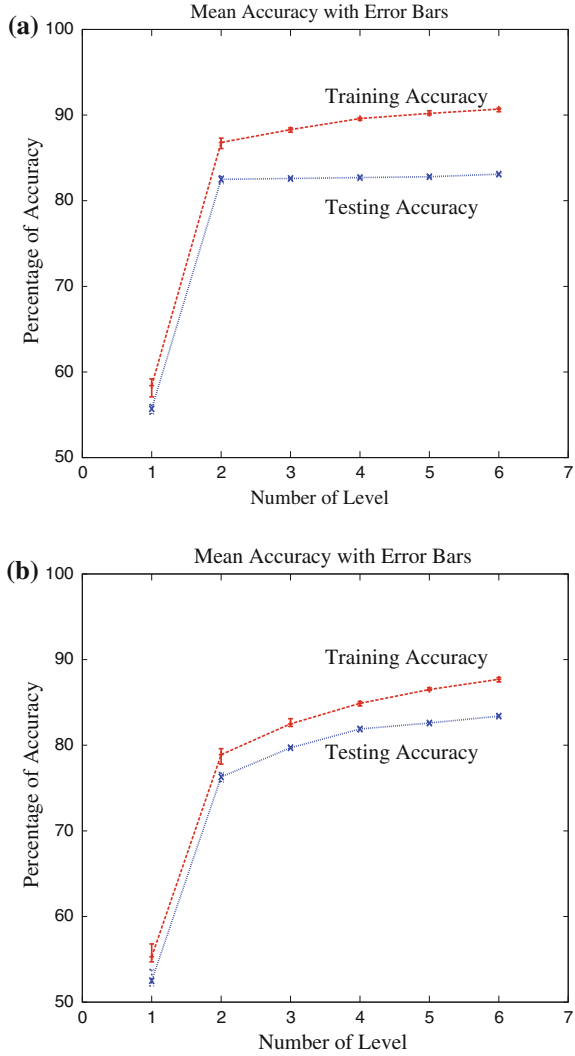 (a)
Mean Accuracy with Error Bars
100
90
80
70
60
50
Percentage of Accuracy
Training Accuracy
Testing Accuracy
0 1 2 3 4 5 6 7
Number of Level
(b)
Mean Accuracy with Error Bars
100
90
80
70
60
50
Percentage of Accuracy
Training Accuracy
Testing Accuracy
0 1 2 3 4 5 6 7
Number of Level